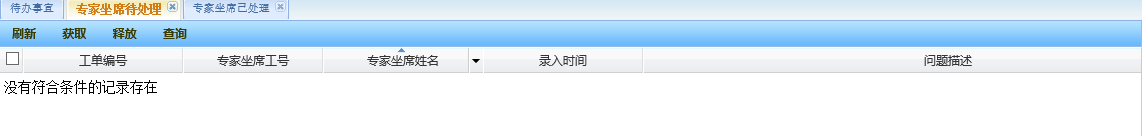 待办事宜 专家坐席待处理 专家坐席已处理
刷新 获取 释放 查询
工单编号 专家坐席工号 专家坐席姓名 录入时间 问题描述
没有符合条件的记录存在